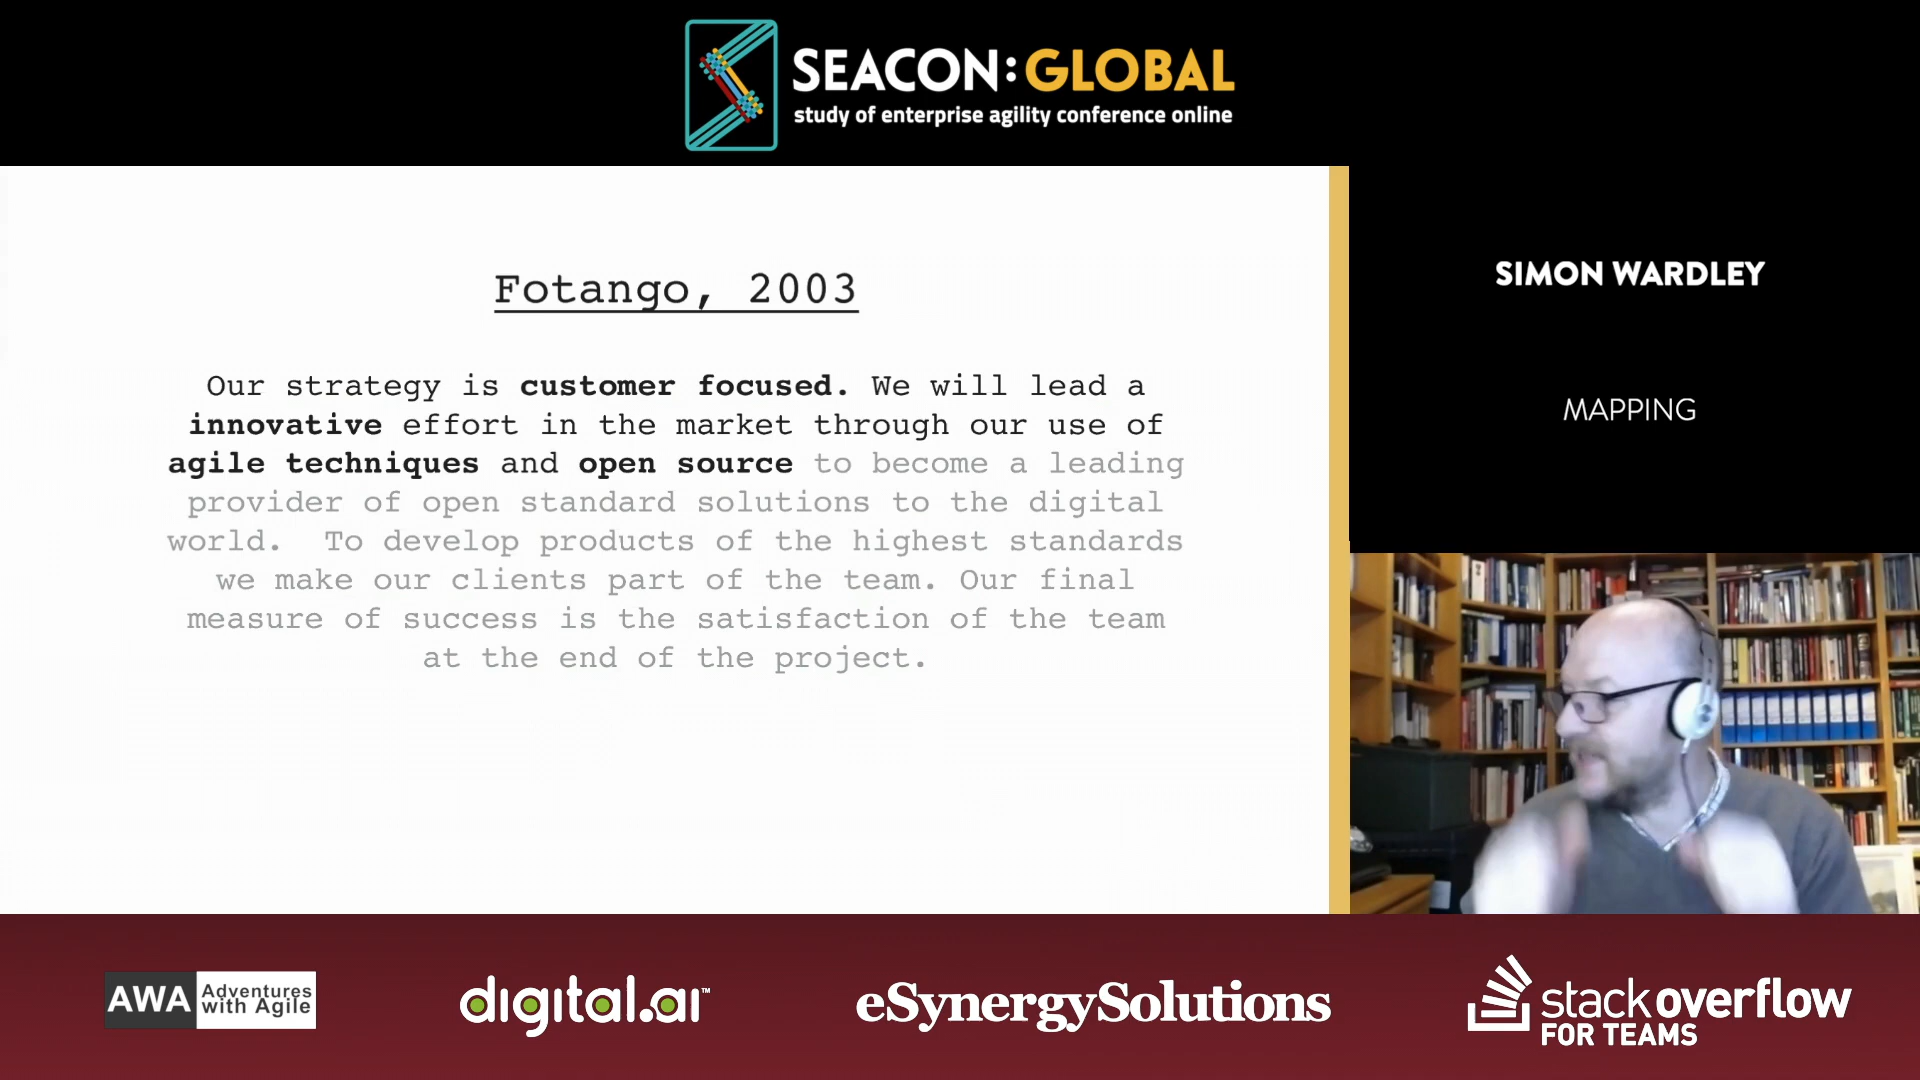 SEACON:GLOBAL
study of enterprise agility conference online
Fotango, 2003
Our strategy is customer focused. We will lead a
innovative effort in the market through our use of
agile techniques and open source to become a leading
provider of open standard solutions to the digital
world. To develop products of the highest standards
we make our clients part of the team. Our final
measure of success is the satisfaction of the team
at the end of the project.
SIMON WARDLEY
MAPPING
AWA Adventures
with Agile
digital.ai™
eSynergySolutions
stackoverflow
FOR TEAMS